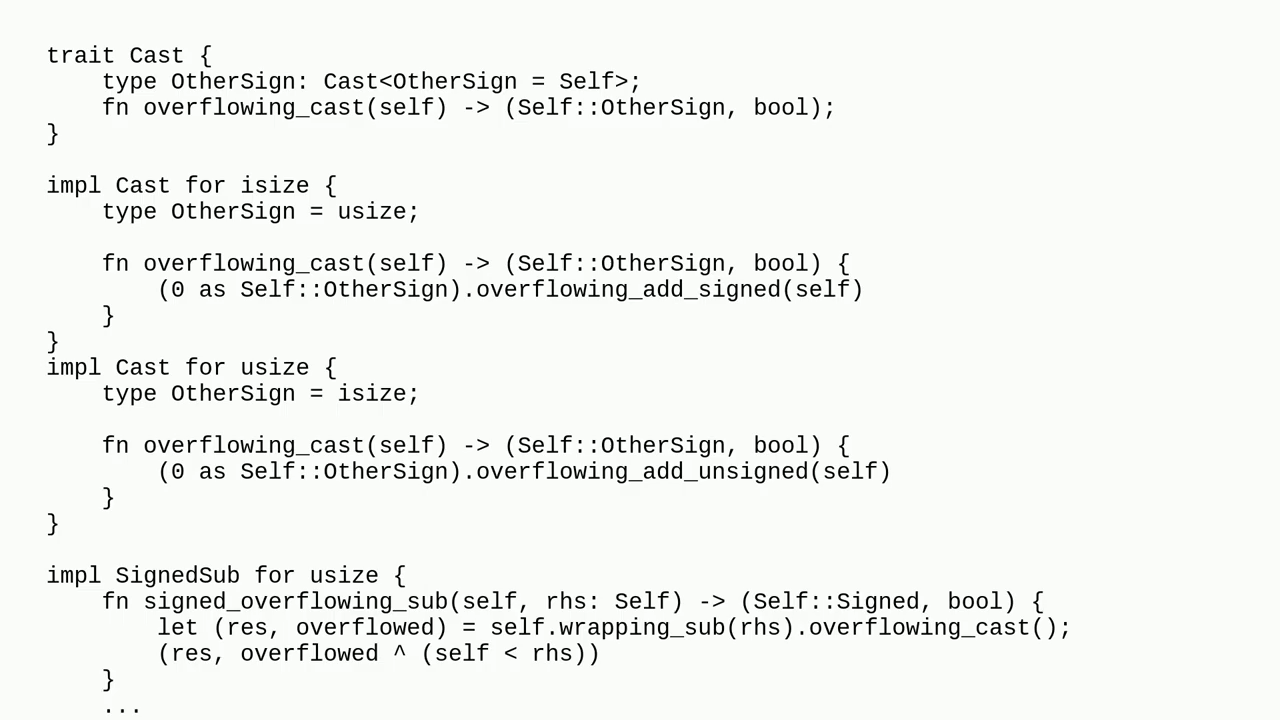 trait Cast {
    type OtherSign: Cast<OtherSign = Self>;
    fn overflowing_cast(self) -> (Self::OtherSign, bool);
}

impl Cast for isize {
    type OtherSign = usize;

    fn overflowing_cast(self) -> (Self::OtherSign, bool) {
        (0 as Self::OtherSign).overflowing_add_signed(self)
    }
}
impl Cast for usize {
    type OtherSign = isize;

    fn overflowing_cast(self) -> (Self::OtherSign, bool) {
        (0 as Self::OtherSign).overflowing_add_unsigned(self)
    }
}

impl SignedSub for usize {
    fn signed_overflowing_sub(self, rhs: Self) -> (Self::Signed, bool) {
        let (res, overflowed) = self.wrapping_sub(rhs).overflowing_cast();
        (res, overflowed ^ (self < rhs))
    }
    ...